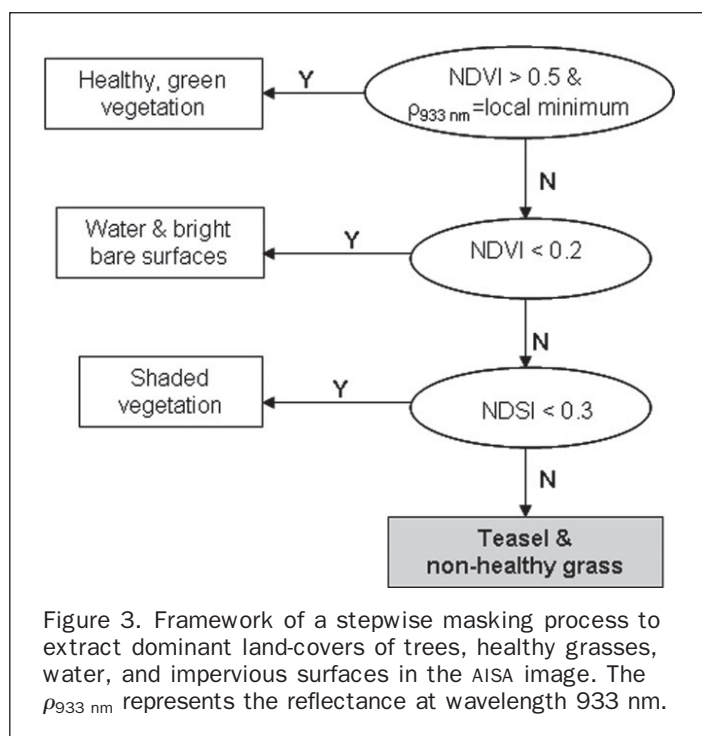 Healthy, green
vegetation
Y
NDVI > 0.5 &
ρ933 nm=local minimum
N
Water & bright
bare surfaces
Y
NDVI < 0.2
N
Shaded
vegetation
Y
NDSI < 0.3
N
Teasel &
non-healthy grass
Figure 3. Framework of a stepwise masking process to
extract dominant land-covers of trees, healthy grasses,
water, and impervious surfaces in the AISA image. The
ρ933 nm represents the reflectance at wavelength 933 nm.